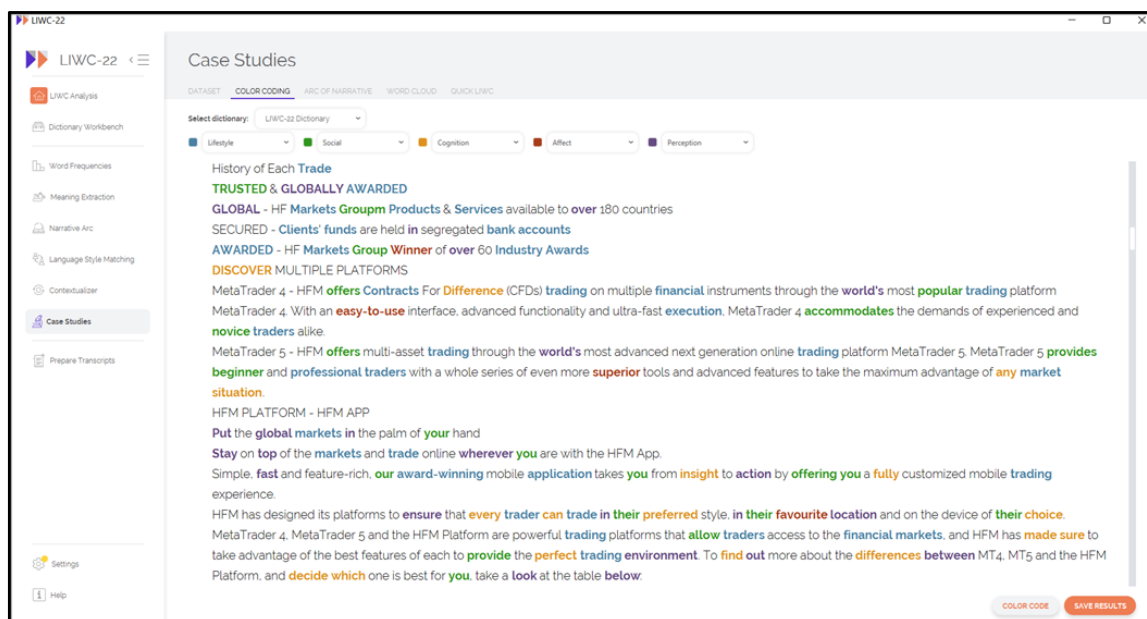 LIWC-22
LIWC-22
LIWC Analysis
Dictionary Workbench
Word Frequencies
Meaning Extraction
Narrative Arc
Language Style Matching
Contextualizer
Case Studies
Prepare Transcripts
Settings
Help
Case Studies
DATASET COLOR CODING ARC OF NARRATIVE WORD CLOUD QUICK LIWC
Select dictionary: LIWC-22 Dictionary
Lifestyle Social Cognition Affect Perception
History of Each Trade
TRUSTED & GLOBALLY AWARDED
GLOBAL - HF Markets Groupm Products & Services available to over 180 countries
SECURED - Clients' funds are held in segregated bank accounts
AWARDED - HF Markets Group Winner of over 60 Industry Awards
DISCOVER MULTIPLE PLATFORMS
MetaTrader 4 - HFM offers Contracts For Difference (CFDs) trading on multiple financial instruments through the world's most popular trading platform
MetaTrader 4. With an easy-to-use interface, advanced functionality and ultra-fast execution, MetaTrader 4 accommodates the demands of experienced and
novice traders alike.
MetaTrader 5 - HFM offers multi-asset trading through the world's most advanced next generation online trading platform MetaTrader 5. MetaTrader 5 provides
beginner and professional traders with a whole series of even more superior tools and advanced features to take the maximum advantage of any market
situation.
HFM PLATFORM - HFM APP
Put the global markets in the palm of your hand
Stay on top of the markets and trade online wherever you are with the HFM App.
Simple, fast and feature-rich, our award-winning mobile application takes you from insight to action by offering you a fully customized mobile trading
experience.
HFM has designed its platforms to ensure that every trader can trade in their preferred style, in their favourite location and on the device of their choice.
MetaTrader 4, MetaTrader 5 and the HFM Platform are powerful trading platforms that allow traders access to the financial markets, and HFM has made sure to
take advantage of the best features of each to provide the perfect trading environment. To find out more about the differences between MT4, MT5 and the HFM
Platform, and decide which one is best for you, take a look at the table below:
COLOR CODE SAVE RESULTS